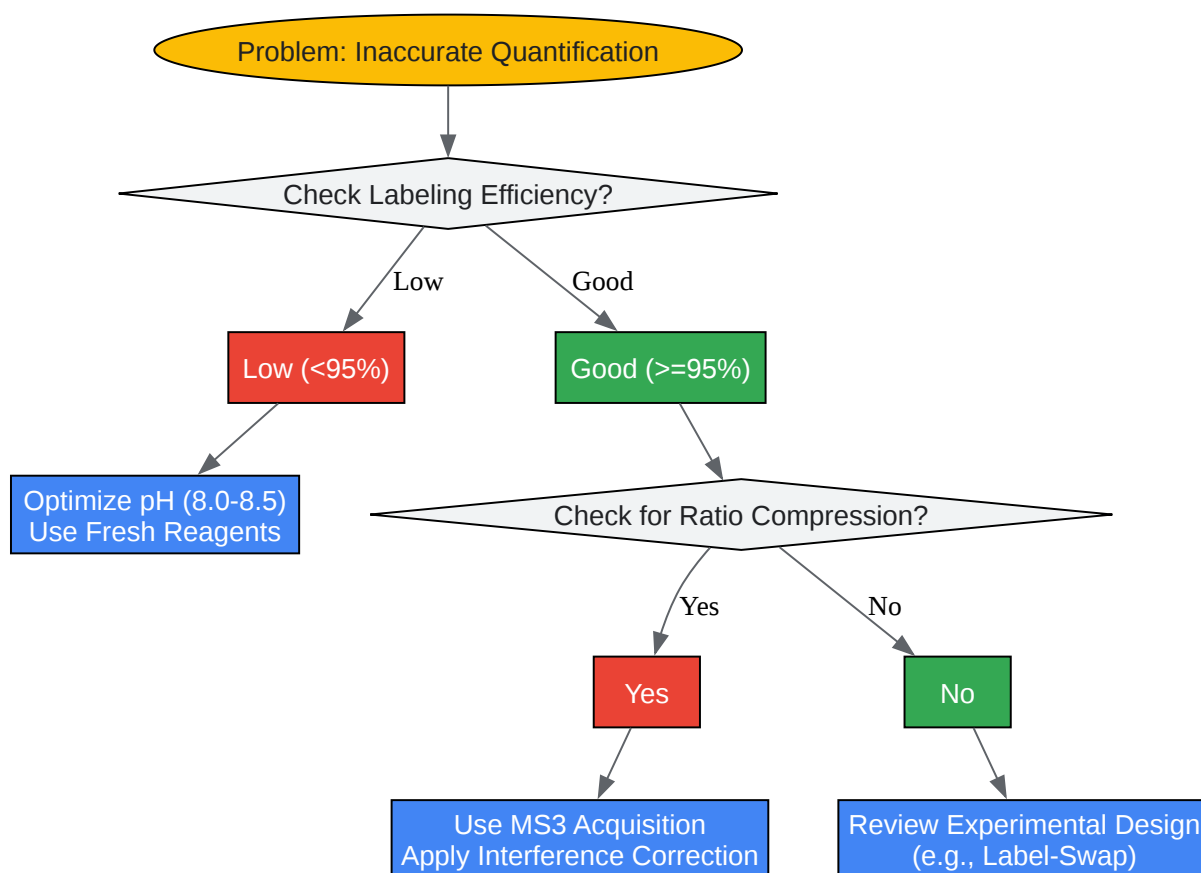 Problem: Inaccurate Quantification
Check Labeling Efficiency?
Low
Good
Low (<95%)
Good (>=95%)
Optimize pH (8.0-8.5)
Use Fresh Reagents
Check for Ratio Compression?
Yes
No
Yes
No
Use MS3 Acquisition
Apply Interference Correction
Review Experimental Design
(e.g., Label-Swap)